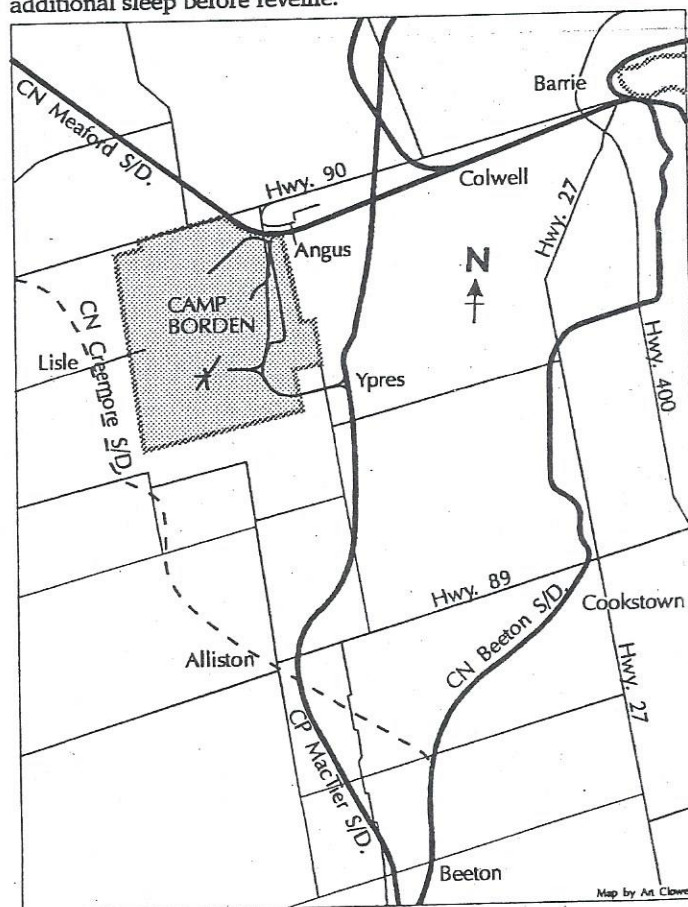 additional sleep before reveille.
CN Meaford S/D.
Barrie
Hwy. 90
Colwell
Hwy. 27
Angus
N
CAMP
BORDEN
CN Creemore S/D.
Lisle
Ypres
Hwy. 400
Hwy. 89
Cookstown
CN Beeton S/D.
Alliston
Hwy. 27
CP MacTier S/D.
Beeton
Map by Art Clowe